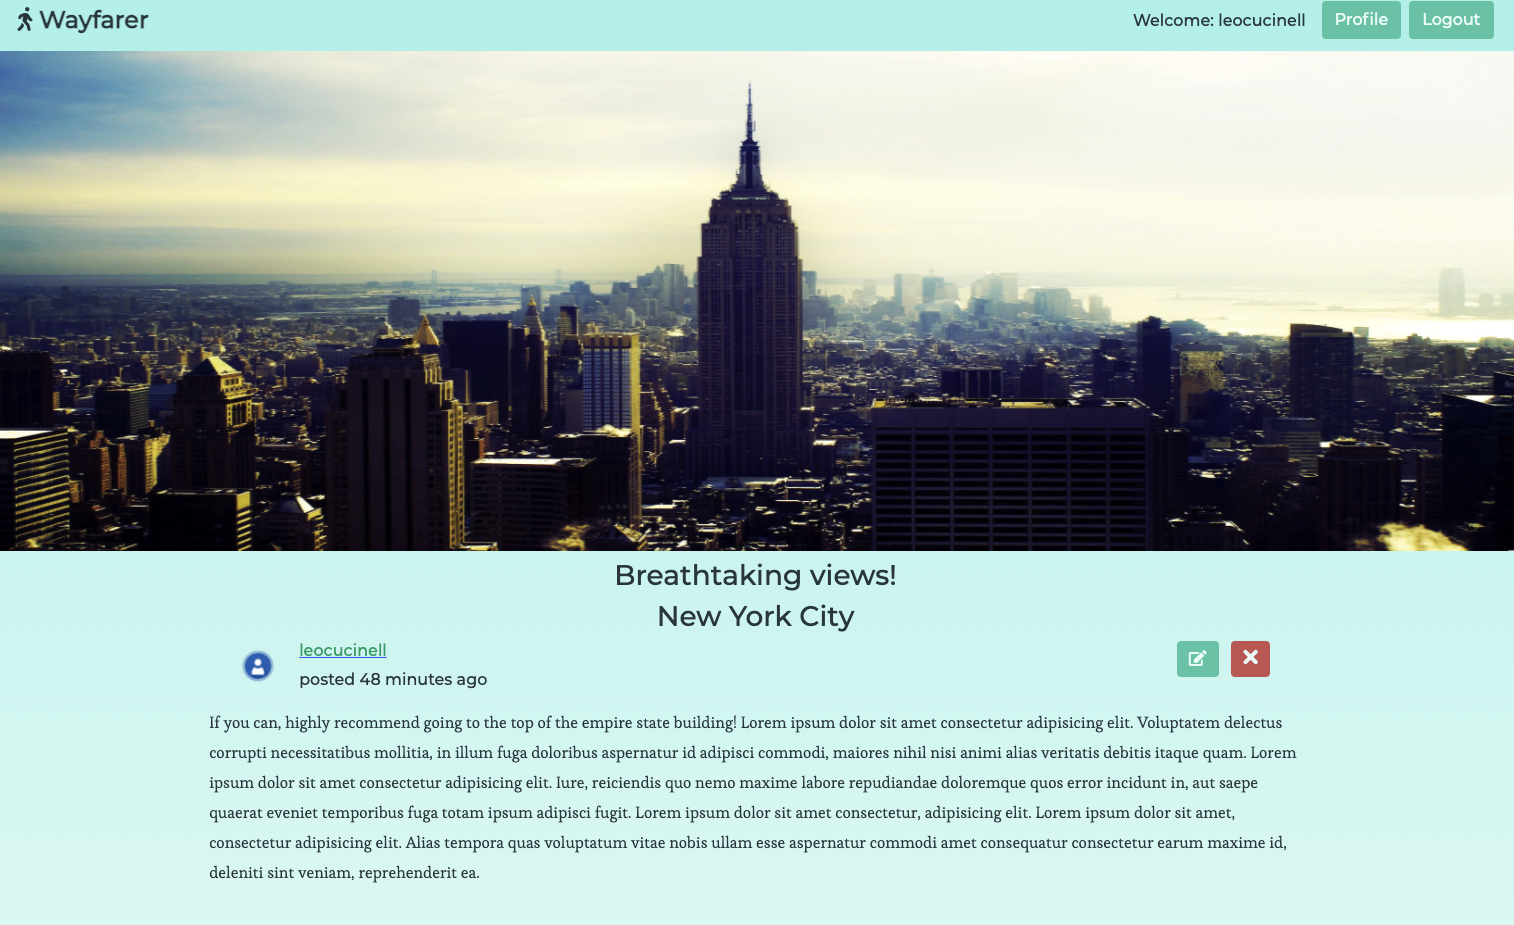 Wayfarer
Welcome: leocucinell
Profile
Logout
Breathtaking views!
New York City
leocucinell
posted 48 minutes ago
If you can, highly recommend going to the top of the empire state building! Lorem ipsum dolor sit amet consectetur adipisicing elit. Voluptatem delectus
corrupti necessitatibus mollitia, in illum fuga doloribus aspernatur id adipisci commodi, maiores nihil nisi animi alias veritatis debitis itaque quam. Lorem
ipsum dolor sit amet consectetur adipisicing elit. Iure, reiciendis quo nemo maxime labore repudiandae doloremque quos error incidunt in, aut saepe
quaerat eveniet temporibus fuga totam ipsum adipisci fugit. Lorem ipsum dolor sit amet consectetur, adipisicing elit. Lorem ipsum dolor sit amet,
consectetur adipisicing elit. Alias tempora quas voluptatum vitae nobis ullam esse aspernatur commodi amet consequatur consectetur earum maxime id,
deleniti sint veniam, reprehenderit ea.